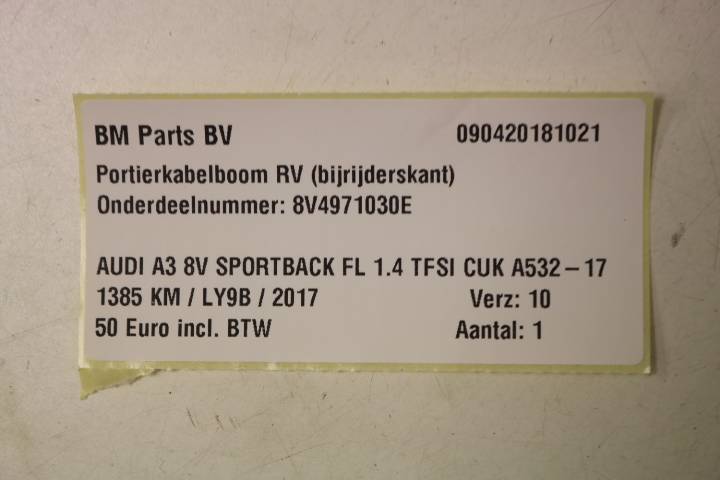 BM Parts BV 090420181021
Portierkabelboom RV (bijrijderskant)
Onderdeelnummer: 8V4971030E
AUDI A3 8V SPORTBACK FL 1.4 TFSI CUK A532-17
1385 KM / LY9B / 2017 Verz: 10
50 Euro incl. BTW Aantal: 1